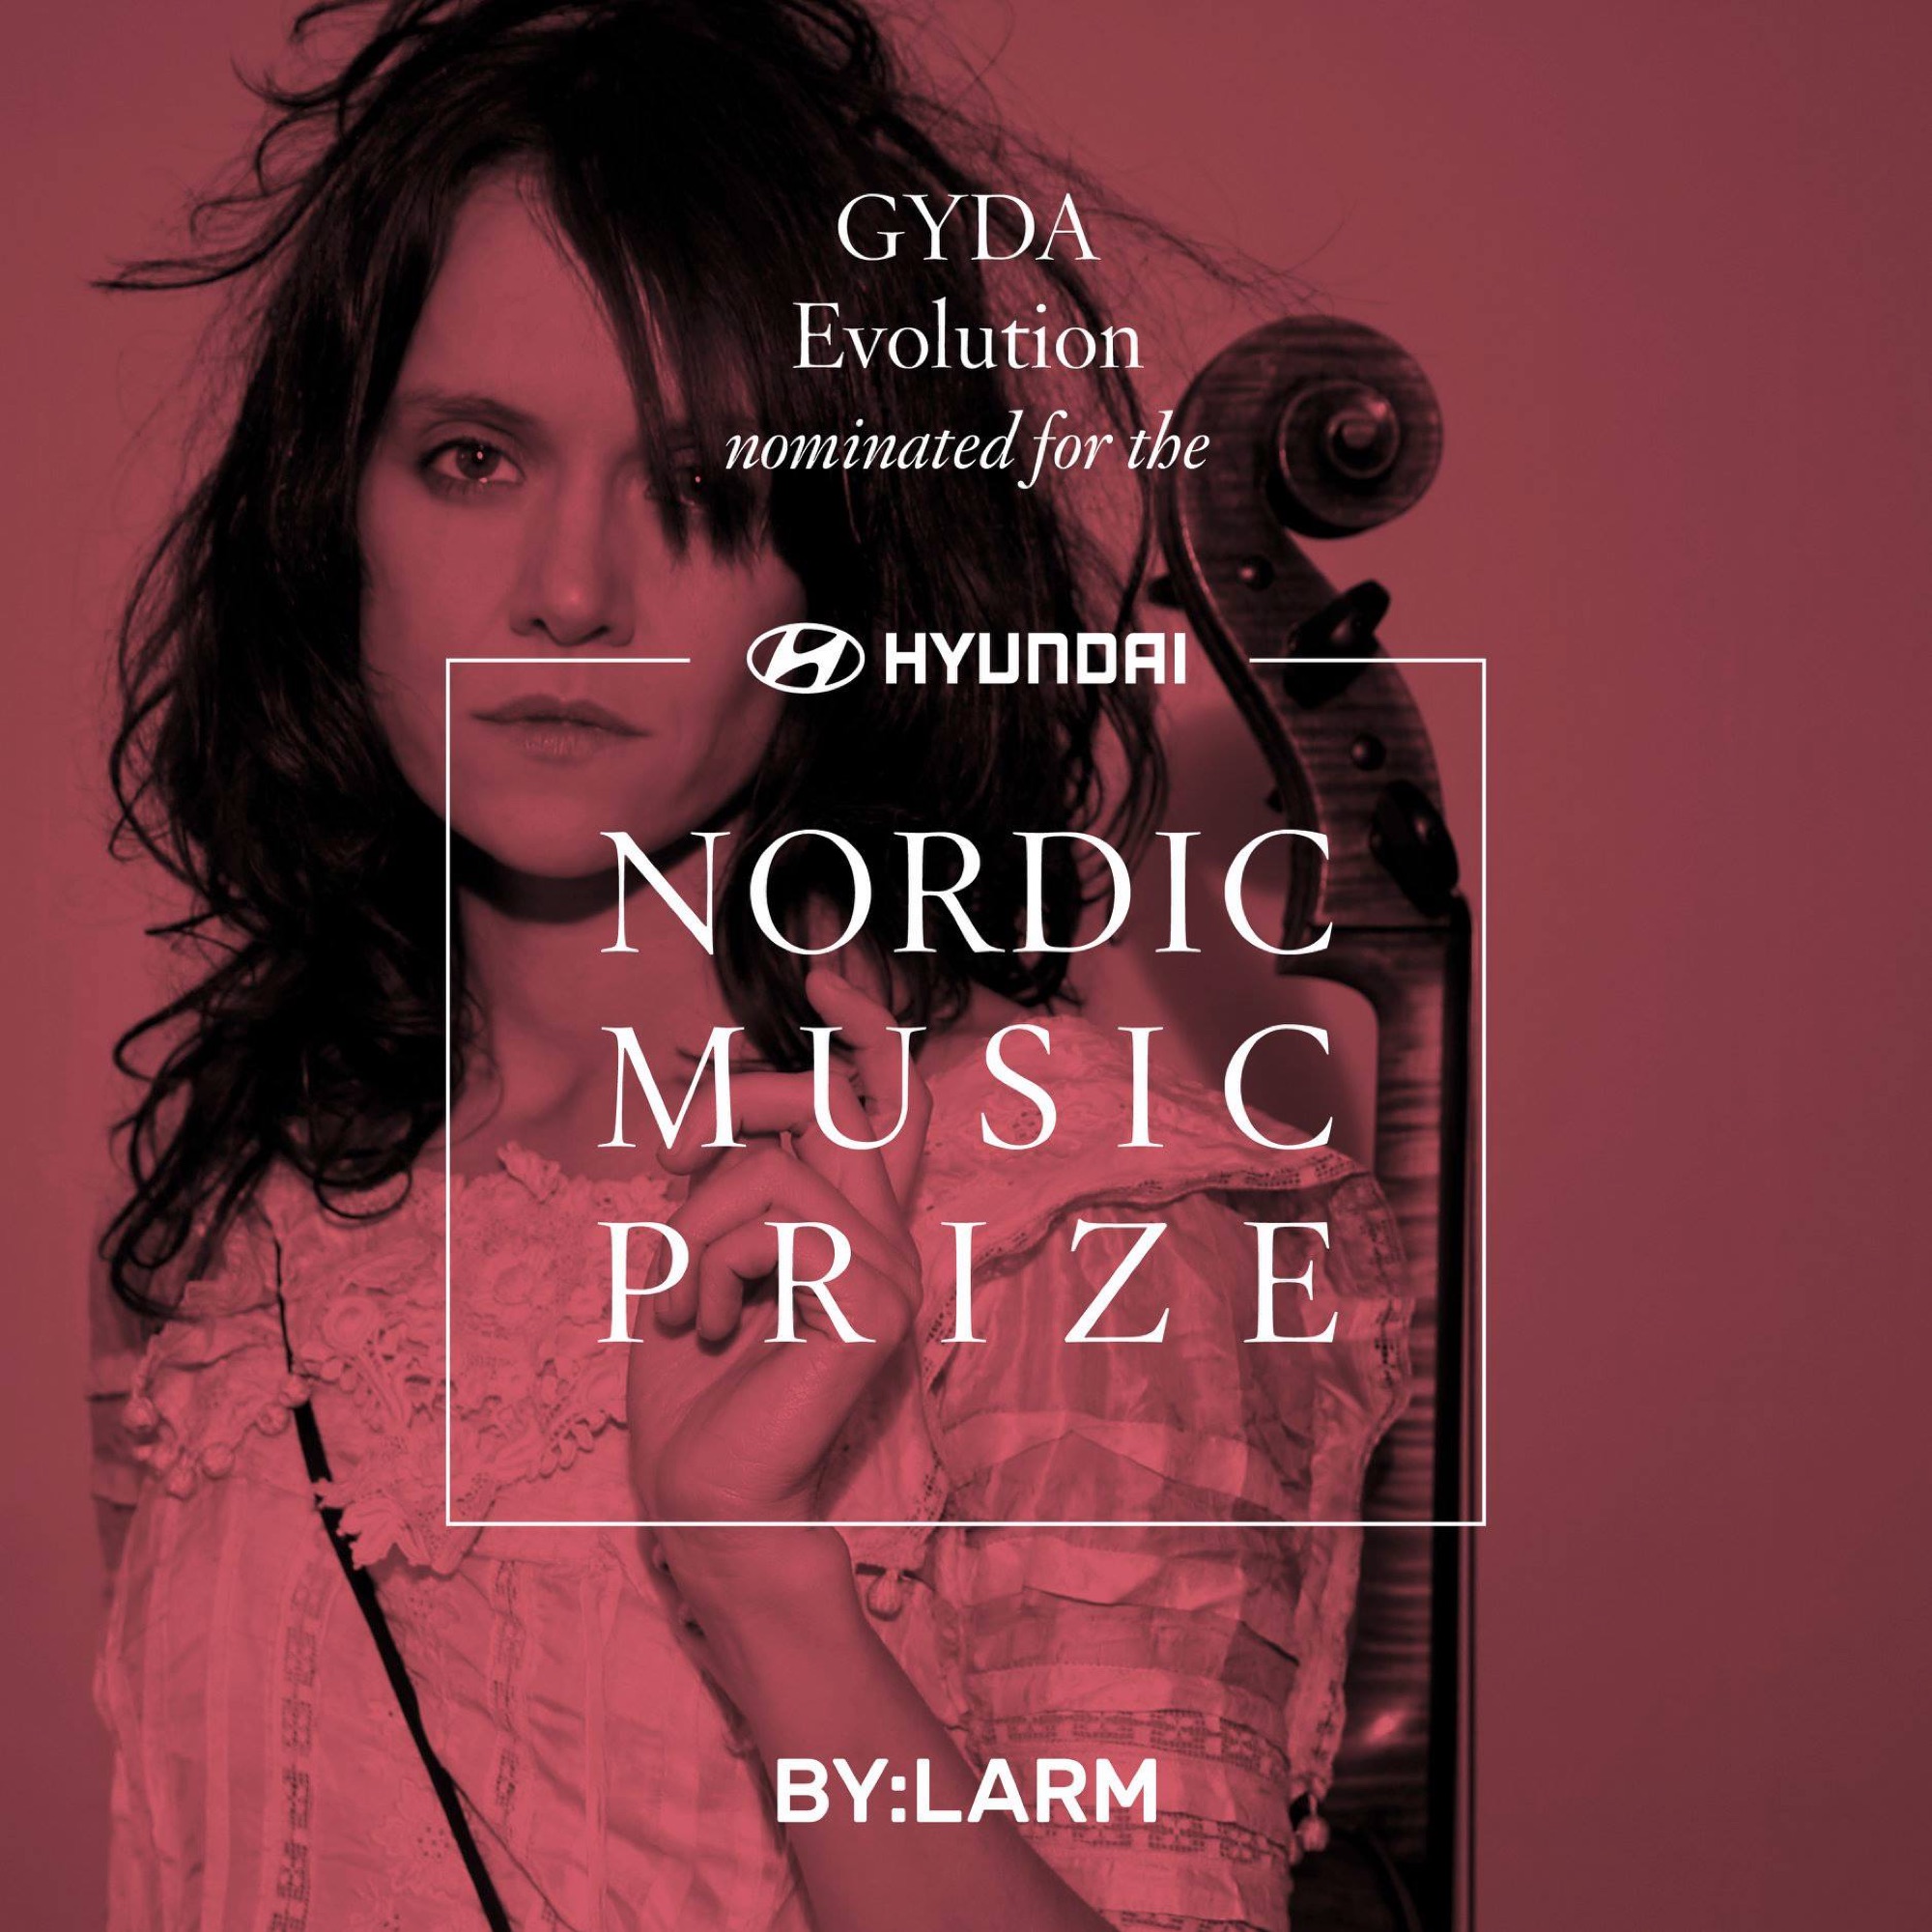 GYDA
Evolution
nominated for the
HYUNDAI
NORDIC
MUSIC
PRIZE
BY:LARM